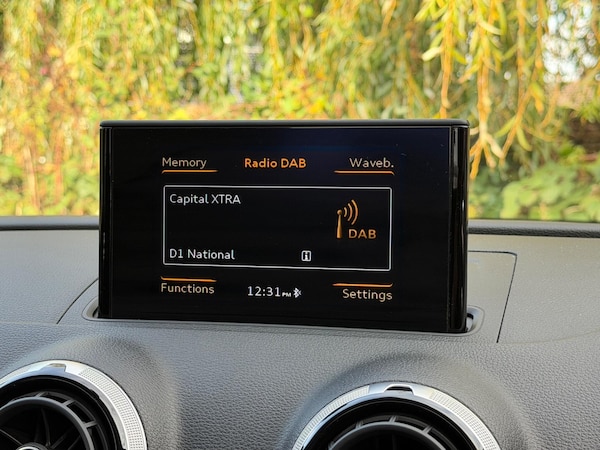 Memory Radio DAB Waveb.
Capital XTRA
DAB
D1 National i
Functions 12:31 PM Settings